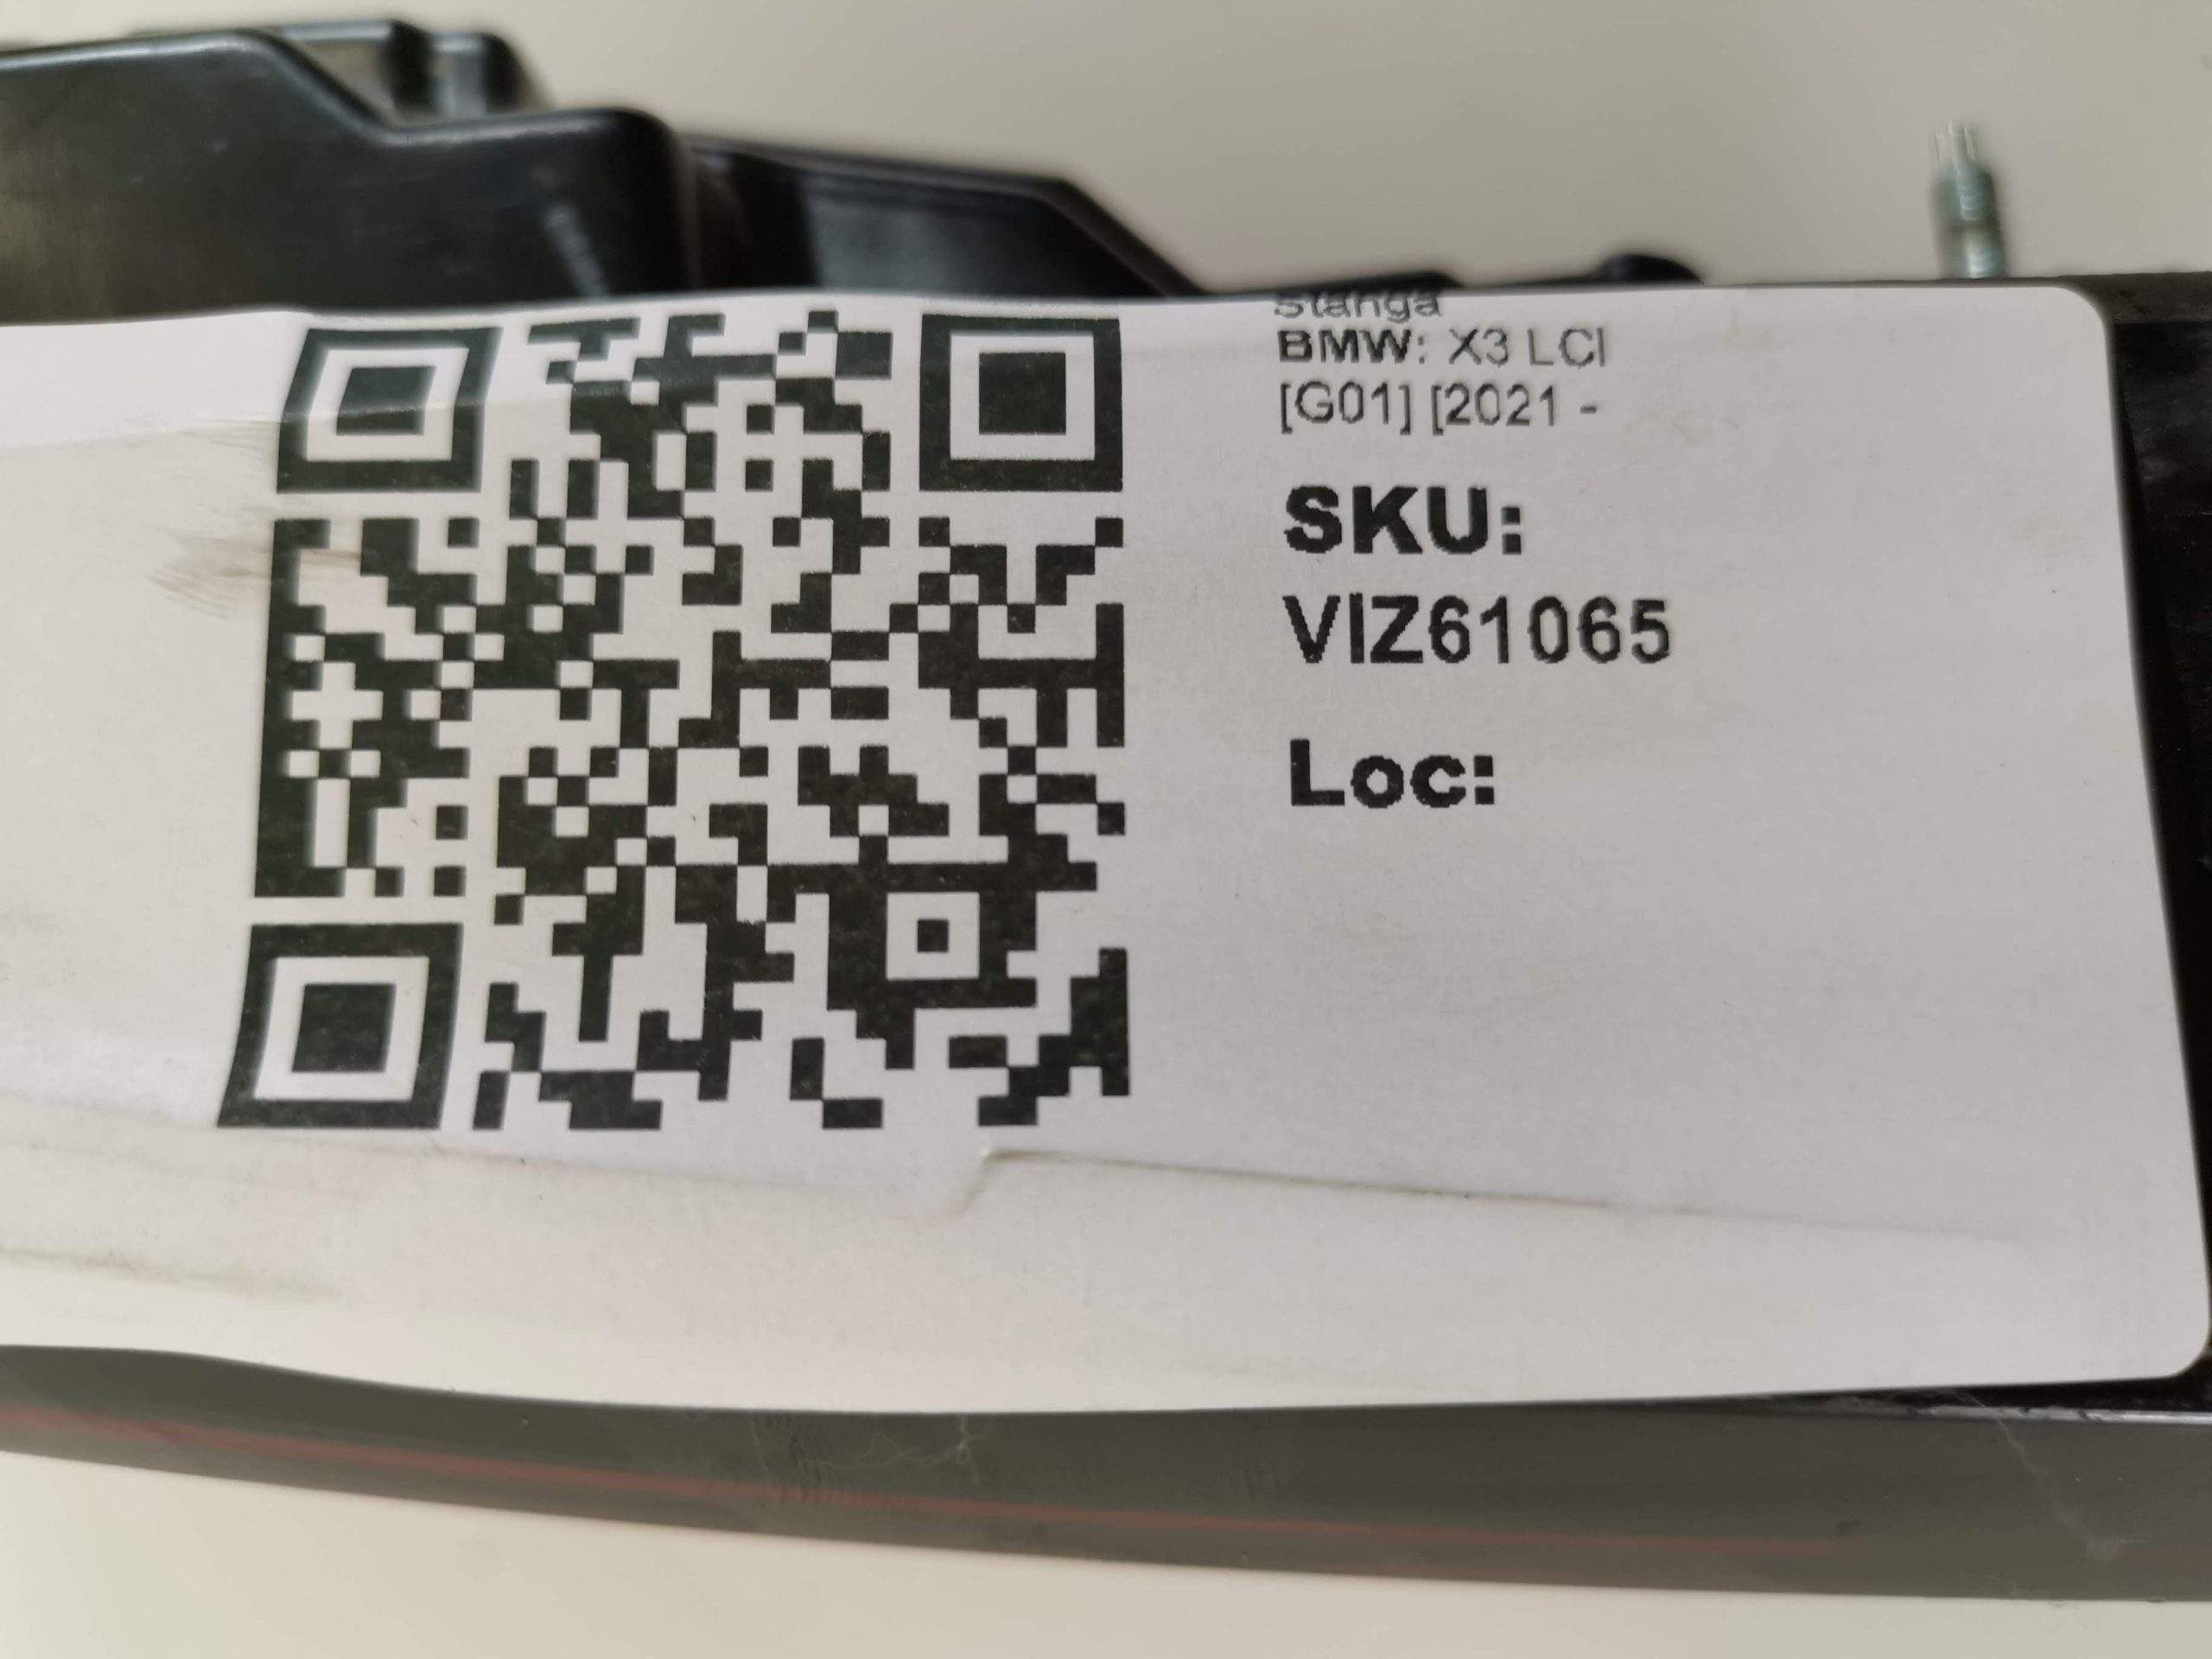 Stanga
BMW: X3 LCI
[G01] [2021 -
SKU:
VIZ61065
Loc: